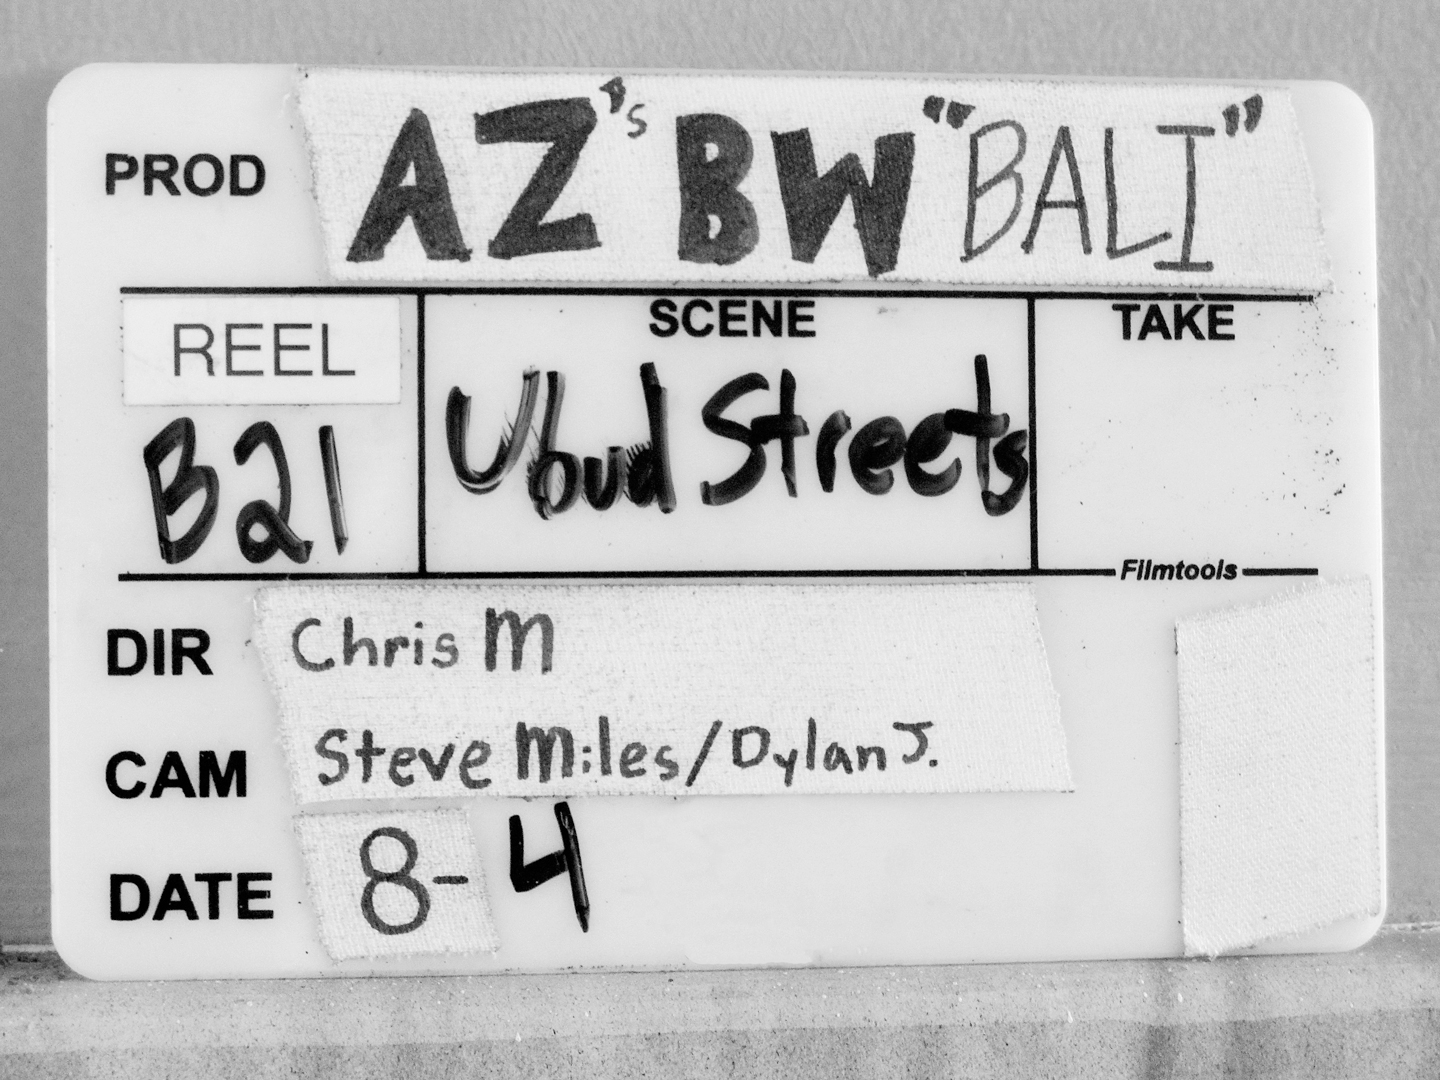 PROD AZ's BW "BALI"
REEL SCENE TAKE
B21 Ubud Streets
Filmtools
DIR Chris M
CAM Steve Miles/Dylan J.
DATE 8-4